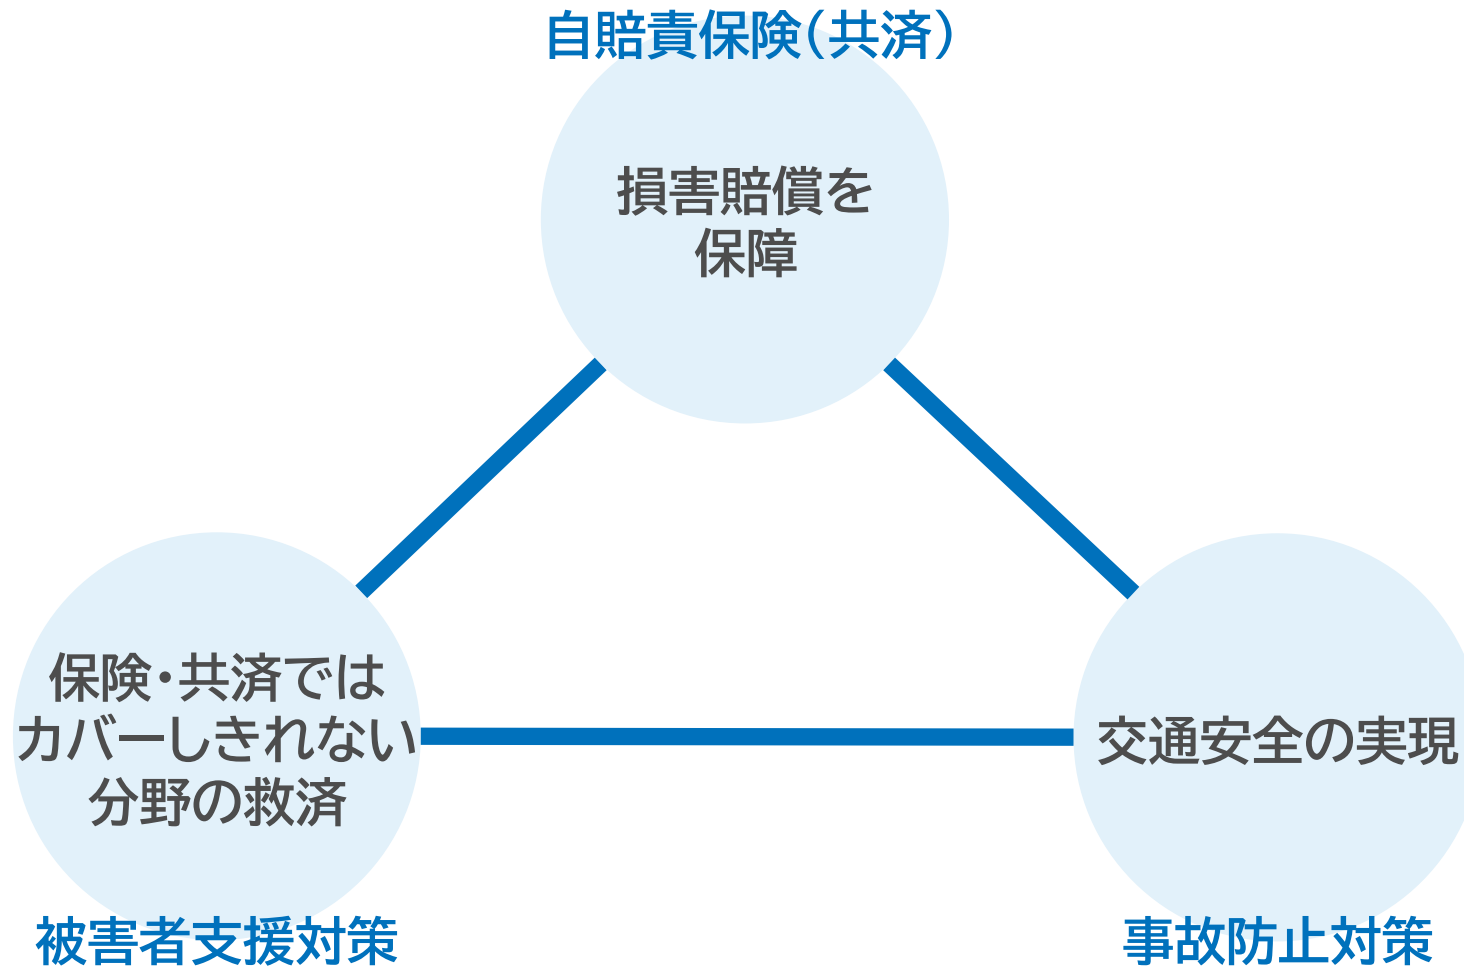 自賠責保険(共済)
損害賠償を
保障
保険・共済では
カバーしきれない
分野の救済
被害者支援対策
交通安全の実現
事故防止対策